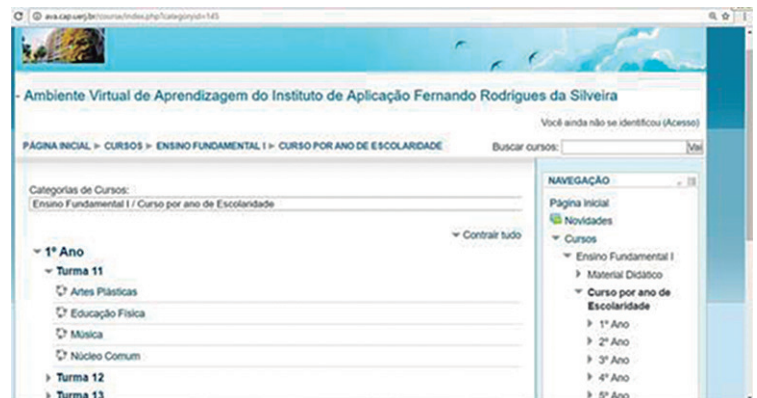 ava.cap.uerj.br/course/index.php?categoryid=145
- Ambiente Virtual de Aprendizagem do Instituto de Aplicação Fernando Rodrigues da Silveira
Você ainda não se identificou (Acesso)
PÁGINA INICIAL ► CURSOS ► ENSINO FUNDAMENTAL I ► CURSO POR ANO DE ESCOLARIDADE
Buscar cursos:
Vai
Categorias de Cursos:
Ensino Fundamental I / Curso por ano de Escolaridade
Contrair tudo
1º Ano
Turma 11
Artes Plásticas
Educação Física
Música
Núcleo Comum
Turma 12
Turma 13
NAVEGAÇÃO
Página inicial
Novidades
Cursos
Ensino Fundamental I
Material Didático
Curso por ano de
Escolaridade
1º Ano
2º Ano
3º Ano
4º Ano
5º Ano